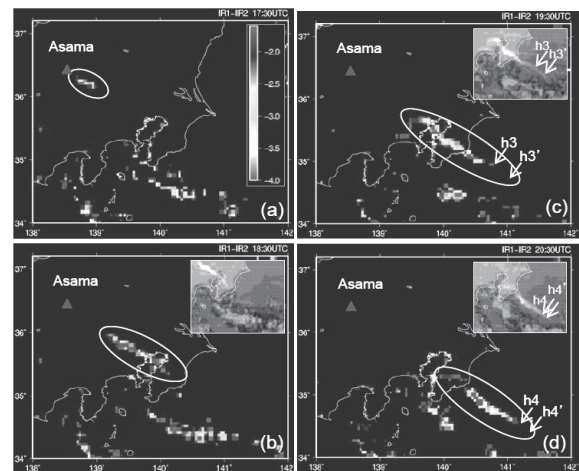 IR1-IR2 17:30UTC
37°
Asama
-2.0
-2.5
36°
-3.0
-3.5
35°
-4.0
(a)
34°
138° 139° 140° 141° 142°
IR1-IR2 19:30UTC
37°
h3
h3'
Asama
36°
h3
35°
h3'
(c)
34°
138° 139° 140° 141° 142°
IR1-IR2 18:30UTC
37°
Asama
36°
35°
(b)
34°
138° 139° 140° 141° 142°
IR1-IR2 20:30UTC
37°
h4'
h4
Asama
36°
35°
h4
h4'
(d)
34°
138° 139° 140° 141° 142°